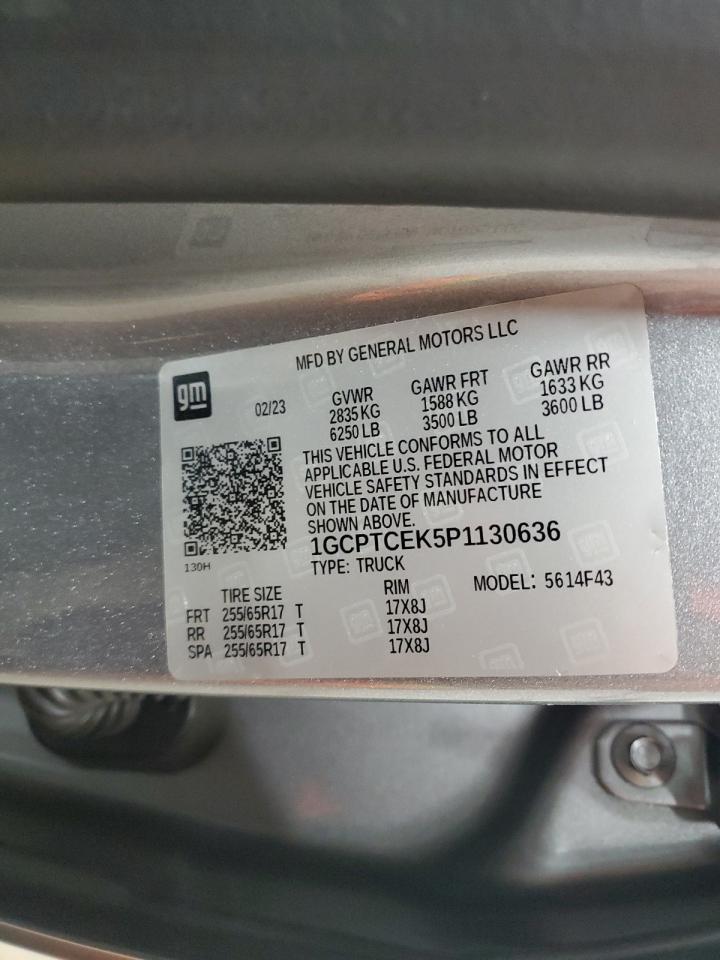 MFD BY GENERAL MOTORS LLC
gm
02/23
GVWR GAWR FRT GAWR RR
2835 KG 1588 KG 1633 KG
6250 LB 3500 LB 3600 LB
THIS VEHICLE CONFORMS TO ALL
APPLICABLE U.S. FEDERAL MOTOR
VEHICLE SAFETY STANDARDS IN EFFECT
ON THE DATE OF MANUFACTURE
SHOWN ABOVE.
1GCPTCEK5P1130636
130H
TYPE: TRUCK
MODEL: 5614F43
TIRE SIZE RIM
FRT 255/65R17 T 17X8J
RR 255/65R17 T 17X8J
SPA 255/65R17 T 17X8J